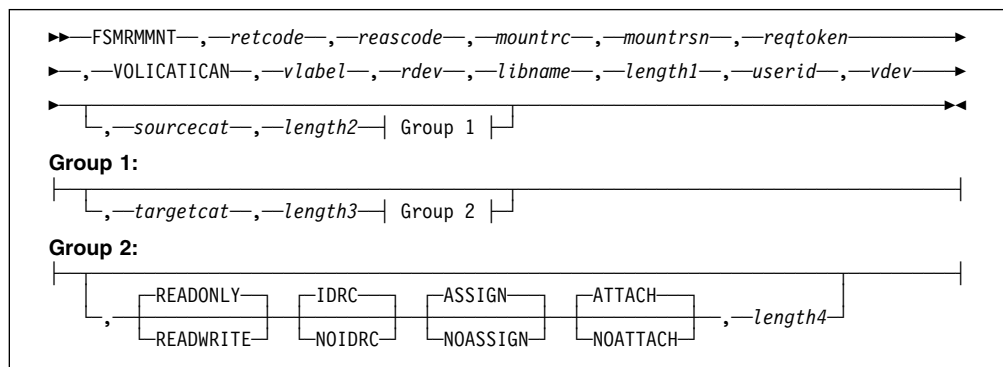 FSMRMMNT , retcode , reascode , mountrc , mountrsn , reqtoken
, VOLICATICAN , vlabel , rdev , libname , length1 , userid , vdev
, sourcecat , length2 Group 1
Group 1:
, targetcat , length3 Group 2
Group 2:
READONLY IDRC ASSIGN ATTACH
, READWRITE NOIDRC NOASSIGN NOATTACH , length4